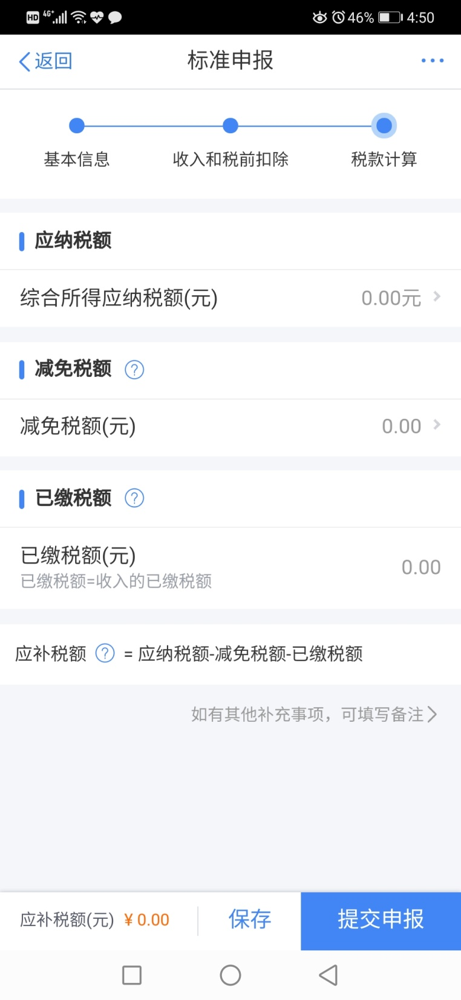 HD 4G+ 46% 4:50
返回 标准申报 ···
基本信息 收入和税前扣除 税款计算
应纳税额
综合所得应纳税额(元) 0.00元
减免税额 ?
减免税额(元) 0.00
已缴税额 ?
已缴税额(元)
已缴税额=收入的已缴税额
0.00
应补税额 ? = 应纳税额-减免税额-已缴税额
如有其他补充事项，可填写备注
应补税额(元) ¥ 0.00 保存 提交申报